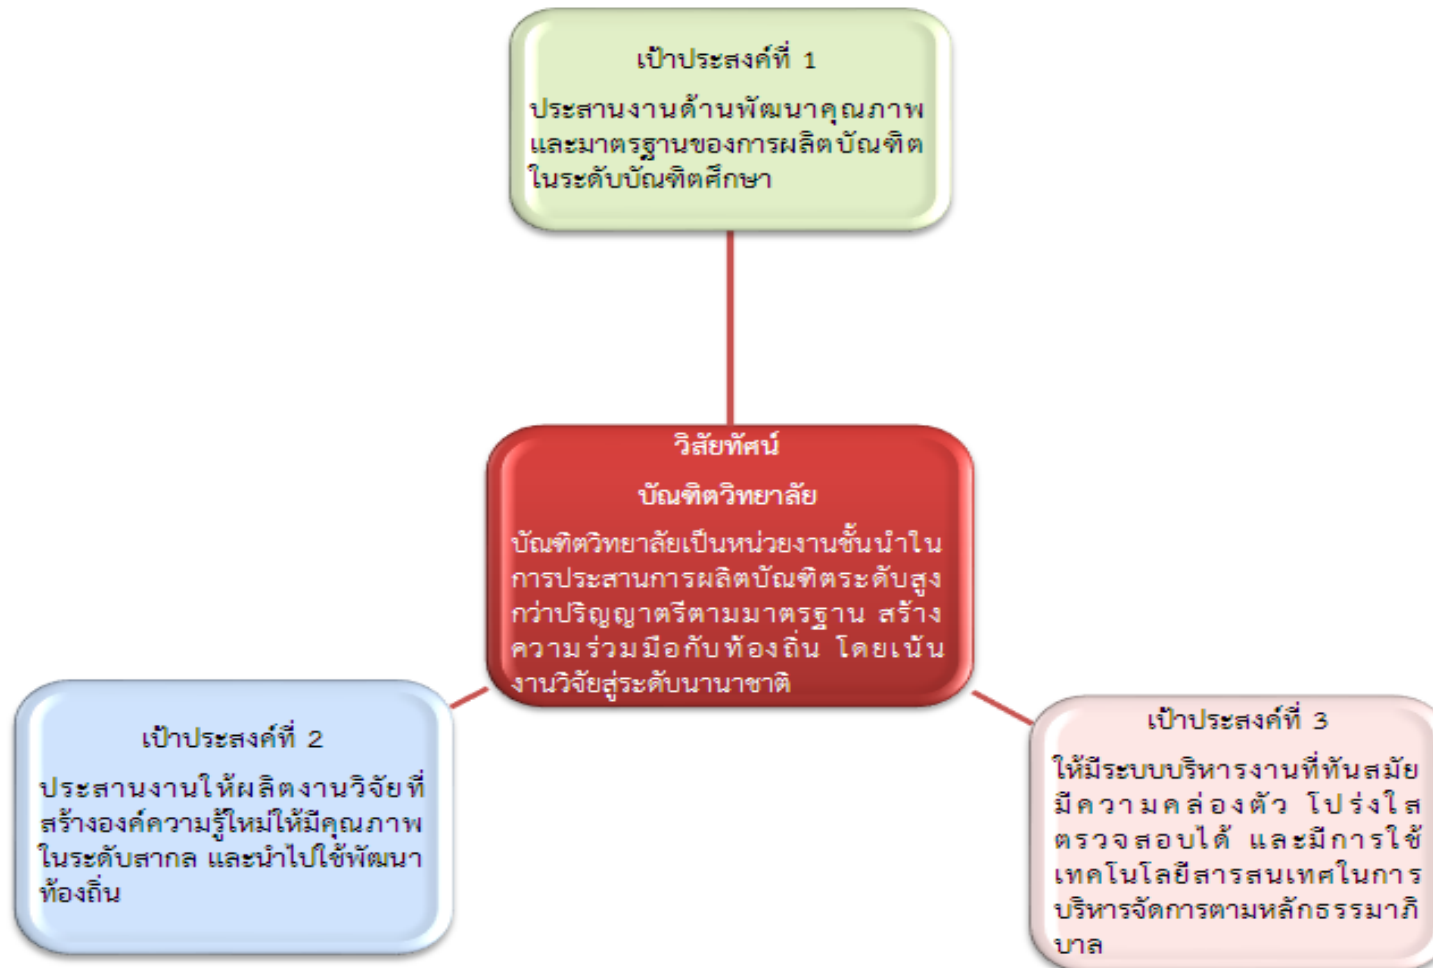 เป้าประสงค์ที่ 1
ประสานงานด้านพัฒนาคุณภาพ
และมาตรฐานของการผลิตบัณฑิต
ในระดับบัณฑิตศึกษา
วิสัยทัศน์
บัณฑิตวิทยาลัย
บัณฑิตวิทยาลัยเป็นหน่วยงานชั้นนำใน
การประสานการผลิตบัณฑิตระดับสูง
กว่าปริญญาตรีตามมาตรฐาน สร้าง
ความร่วมมือกับท้องถิ่น โดยเน้น
งานวิจัยสู่ระดับนานาชาติ
เป้าประสงค์ที่ 2
ประสานงานให้ผลิตงานวิจัยที่
สร้างองค์ความรู้ใหม่ให้มีคุณภาพ
ในระดับสากล และนำไปใช้พัฒนา
ท้องถิ่น
เป้าประสงค์ที่ 3
ให้มีระบบบริหารงานที่ทันสมัย
มีความคล่องตัว โปร่งใส
ตรวจสอบได้ และมีการใช้
เทคโนโลยีสารสนเทศในการ
บริหารจัดการตามหลักธรรมาภิ
บาล